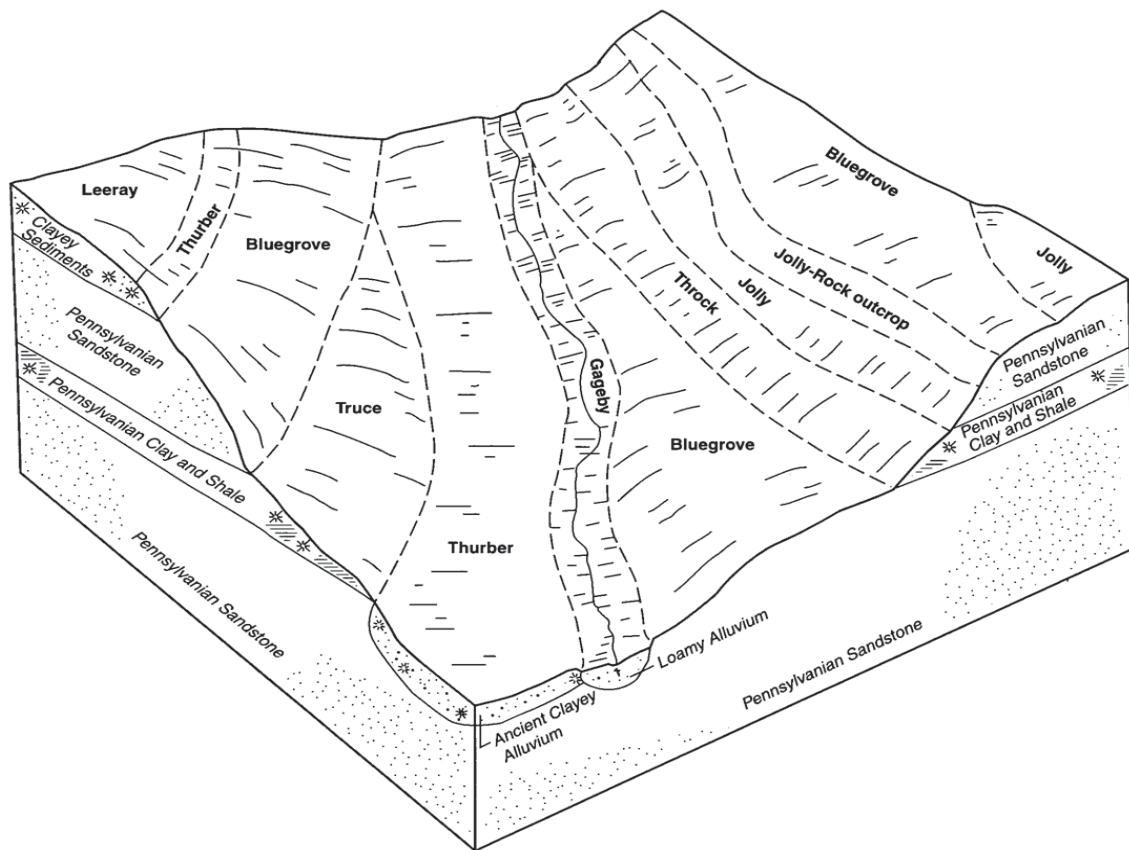 Leeray
Thurber
Bluegrove
Truce
Thurber
Gageby
Bluegrove
Throck
Jolly
Jolly-Rock outcrop
Bluegrove
Jolly
Clayey
Sediments
Pennsylvanian
Sandstone
Pennsylvanian Clay and Shale
Pennsylvanian Sandstone
Ancient Clayey
Alluvium
Loamy Alluvium
Pennsylvanian Sandstone
Pennsylvanian
Sandstone
Pennsylvanian
Clay and Shale